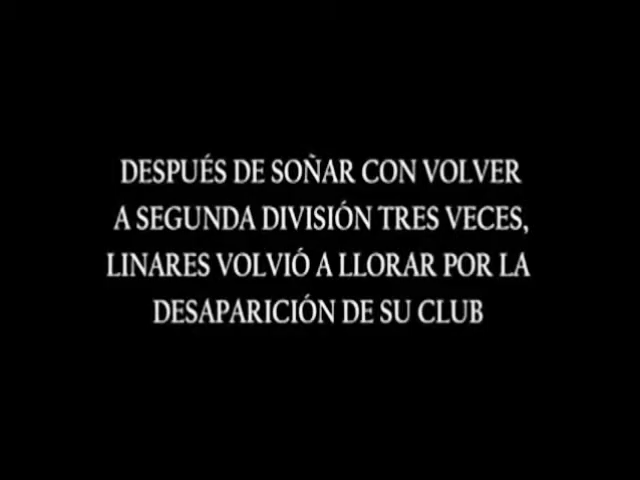 DESPUÉS DE SOÑAR CON VOLVER
A SEGUNDA DIVISIÓN TRES VECES,
LINARES VOLVIÓ A LLORAR POR LA
DESAPARICIÓN DE SU CLUB